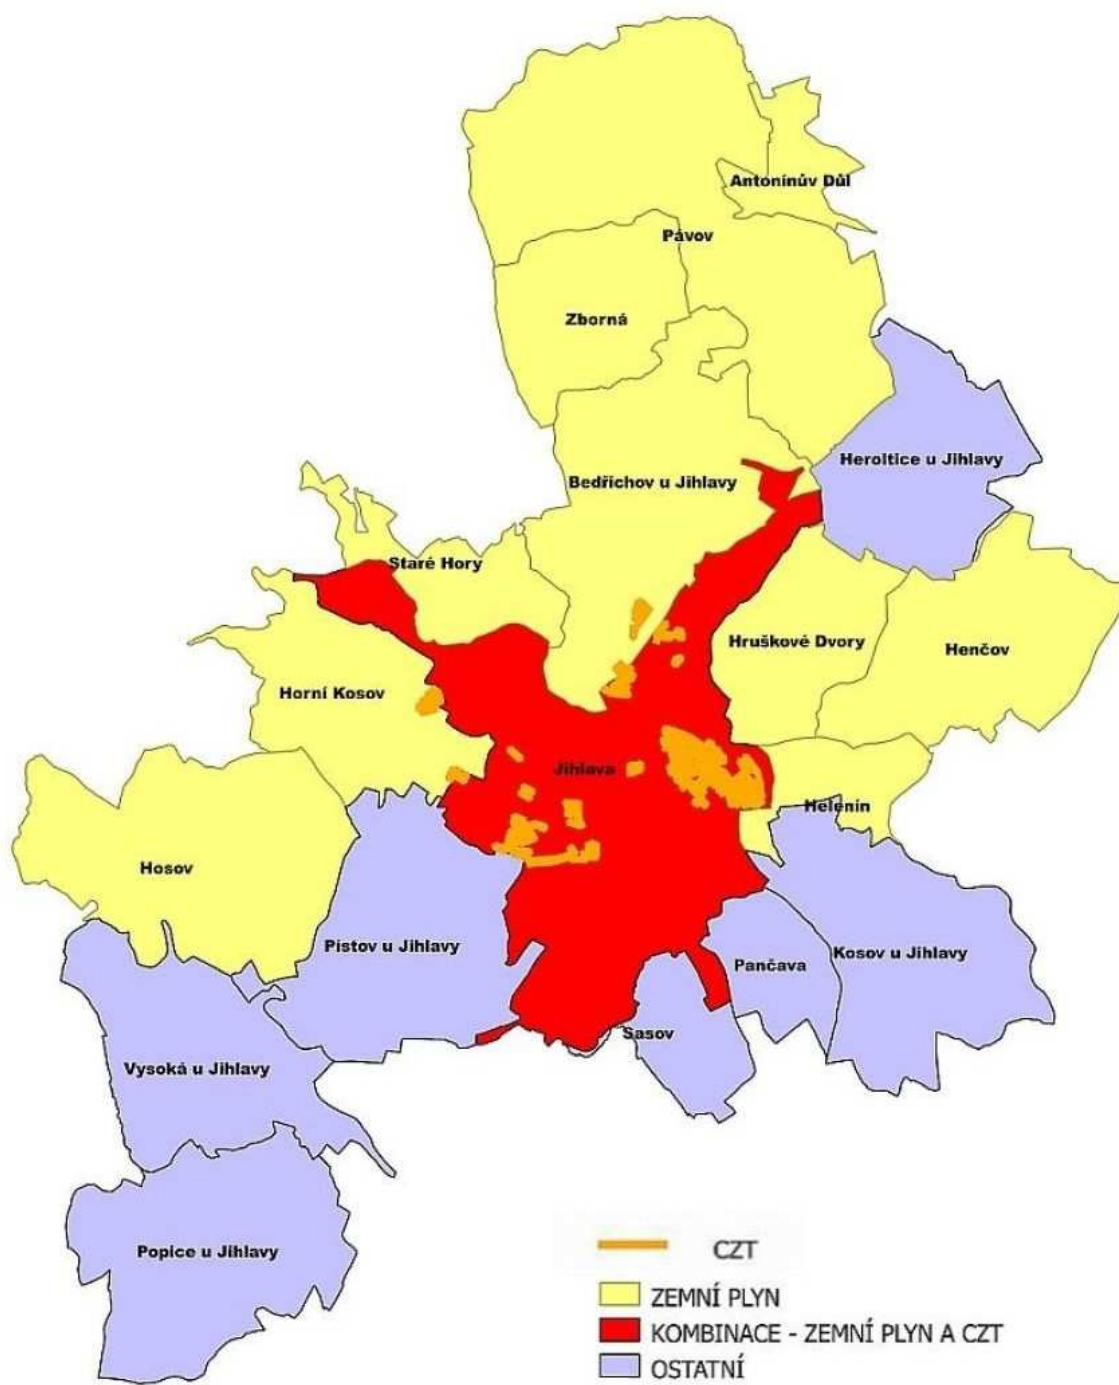 Antonínův Důl
Pávov
Zborná
Heroltice u Jihlavy
Bedřichov u Jihlavy
Staré Hory
Hruškové Dvory
Henčov
Horní Kosov
Jihlava
Helenín
Hosov
Pístov u Jihlavy
Kosov u Jihlavy
Pančava
Sasov
Vysoká u Jihlavy
Popice u Jihlavy
CZT
ZEMNÍ PLYN
KOMBINACE - ZEMNÍ PLYN A CZT
OSTATNÍ